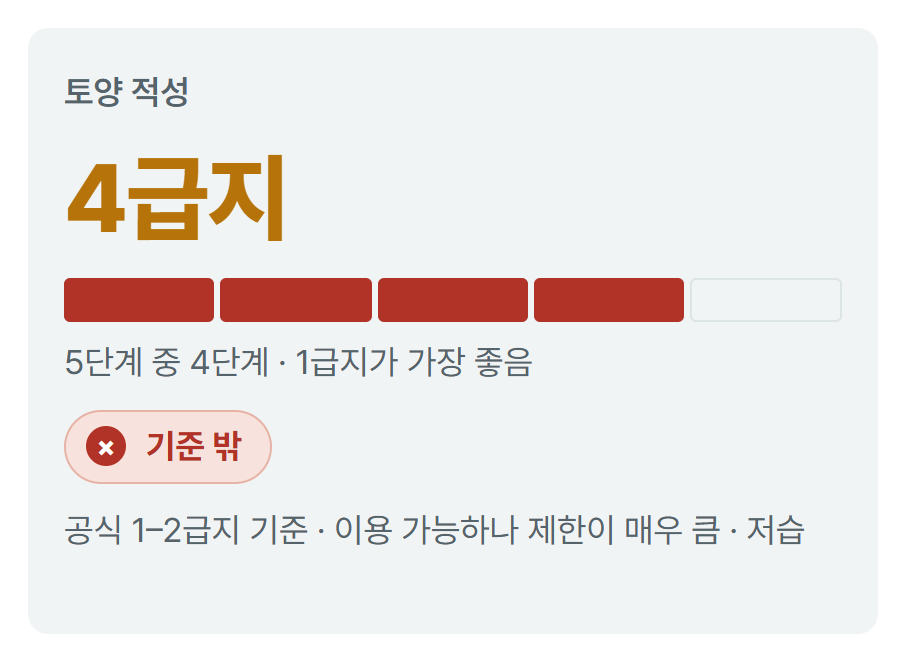 토양 적성
4급지
5단계 중 4단계 · 1급지가 가장 좋음
기준 밖
공식 1–2급지 기준 · 이용 가능하나 제한이 매우 큼 · 저습